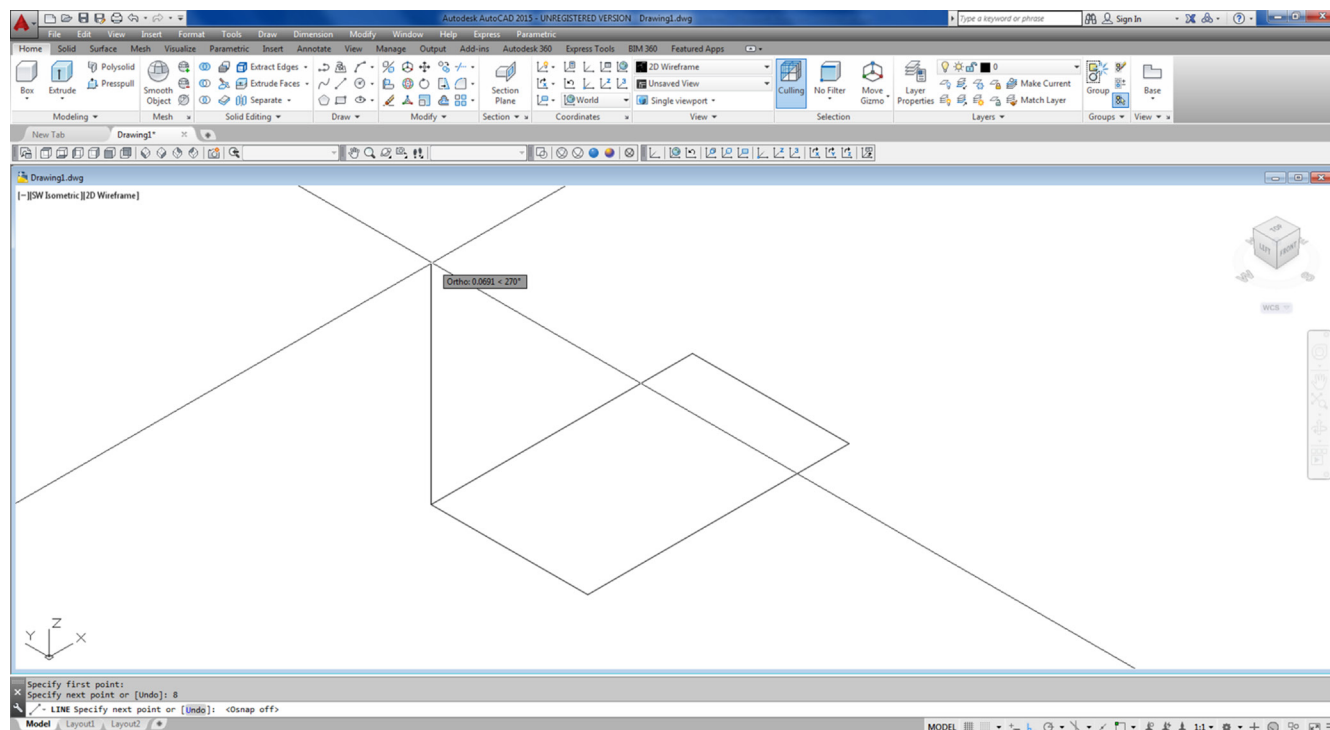 Autodesk AutoCAD 2015 - UNREGISTERED VERSION Drawing1.dwg
Type a keyword or phrase
Sign In
File Edit View Insert Format Tools Draw Dimension Modify Window Help Express Parametric
Home Solid Surface Mesh Visualize Parametric Insert Annotate View Manage Output Add-ins Autodesk 360 Express Tools BIM 360 Featured Apps
Polysolid Extract Edges 2D Wireframe 0
Presspull Extrude Faces Unsaved View Make Current
Box Extrude Smooth Object Separate Section Plane World Single viewport Culling No Filter Move Gizmo Layer Properties Match Layer Group Base
Modeling Mesh Solid Editing Draw Modify Section Coordinates View Selection Layers Groups View
New Tab Drawing1*
Drawing1.dwg
[−][SW Isometric][2D Wireframe]
TOP
LEFT FRONT
Ortho: 0.0691 < 270°
WCS
Z
Y X
Specify first point:
Specify next point or [Undo]: 8
LINE Specify next point or [Undo]: <Osnap off>
Model Layout1 Layout2 MODEL 1:1